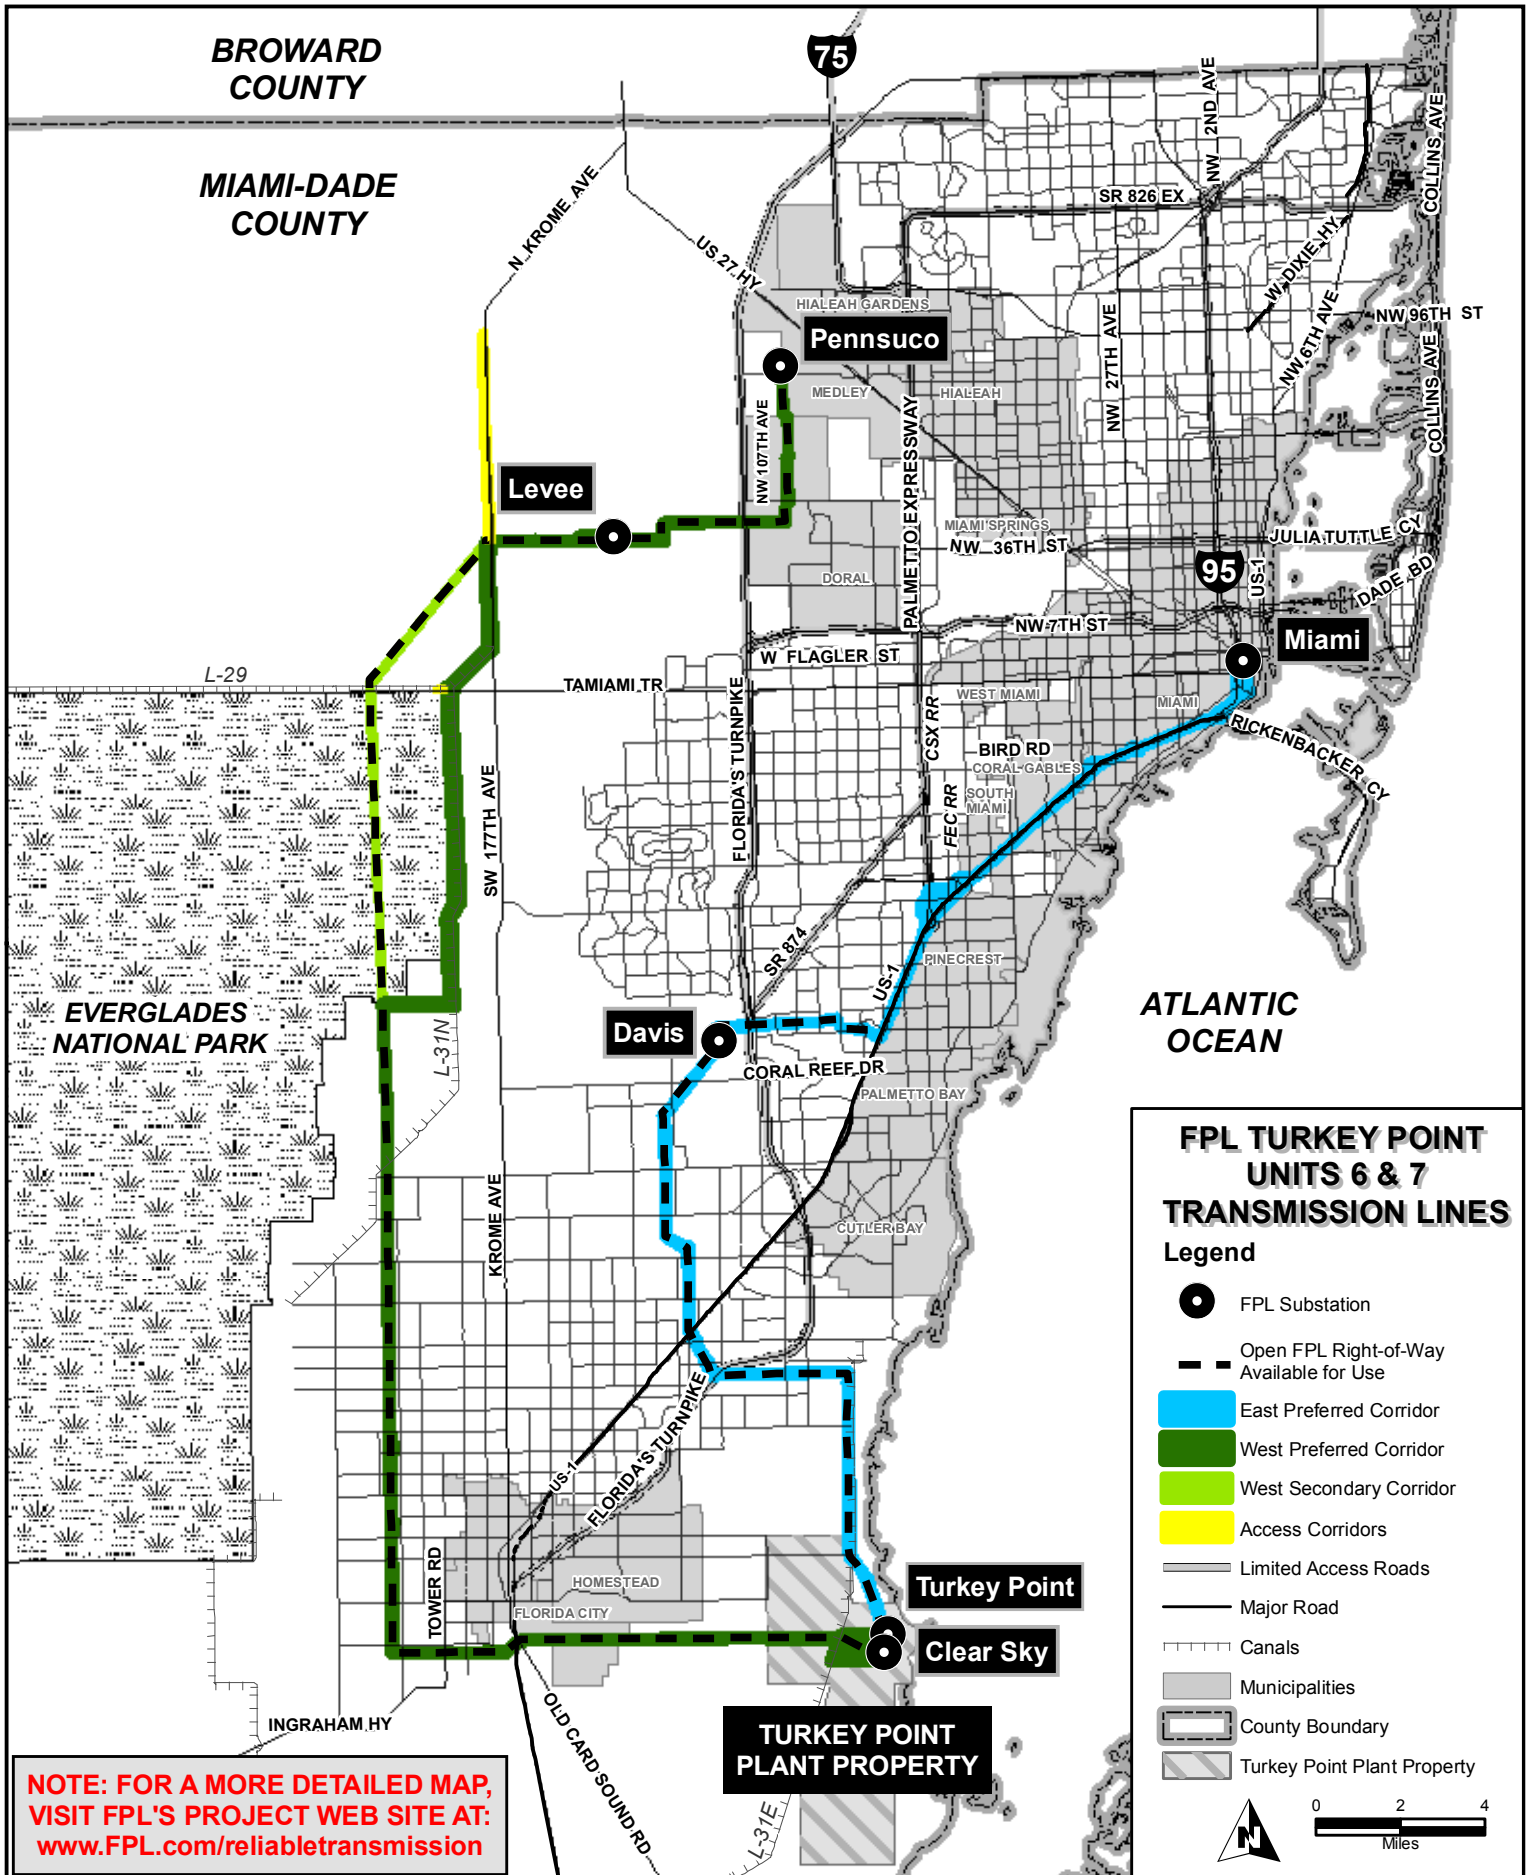 BROWARD
COUNTY
75
MIAMI-DADE
COUNTY
N KROME AVE
US 27 HY
NW 2ND AVE
COLLINS AVE
SR 826 EX
W DIXIE HY
HIALEAH GARDENS
NW 96TH ST
NW 6TH AVE
NW 27TH AVE
COLLINS AVE
Pennsuco
MEDLEY
HIALEAH
NW 107TH AVE
PALMETTO EXPRESSWAY
Levee
MIAMI SPRINGS
NW 36TH ST
JULIA TUTTLE CY
DORAL
95
US-1
DADE BD
NW 7TH ST
Miami
W FLAGLER ST
L-29
TAMIAMI TR
WEST MIAMI
MIAMI
FLORIDA'S TURNPIKE
CSX RR
BIRD RD
CORAL GABLES
RICKENBACKER CY
SOUTH
MIAMI
FEC RR
SW 177TH AVE
SR 874
US-1
PINECREST
EVERGLADES
NATIONAL PARK
ATLANTIC
OCEAN
L-31N
Davis
CORAL REEF DR
PALMETTO BAY
KROME AVE
CUTLER BAY
US-1
FLORIDA'S TURNPIKE
TOWER RD
HOMESTEAD
FLORIDA CITY
Turkey Point
Clear Sky
INGRAHAM HY
OLD CARD SOUND RD
TURKEY POINT
PLANT PROPERTY
L-31E
NOTE: FOR A MORE DETAILED MAP,
VISIT FPL'S PROJECT WEB SITE AT:
www.FPL.com/reliabletransmission
FPL TURKEY POINT
UNITS 6 & 7
TRANSMISSION LINES
Legend
FPL Substation
Open FPL Right-of-Way
Available for Use
East Preferred Corridor
West Preferred Corridor
West Secondary Corridor
Access Corridors
Limited Access Roads
Major Road
Canals
Municipalities
County Boundary
Turkey Point Plant Property
N
0 2 4
Miles